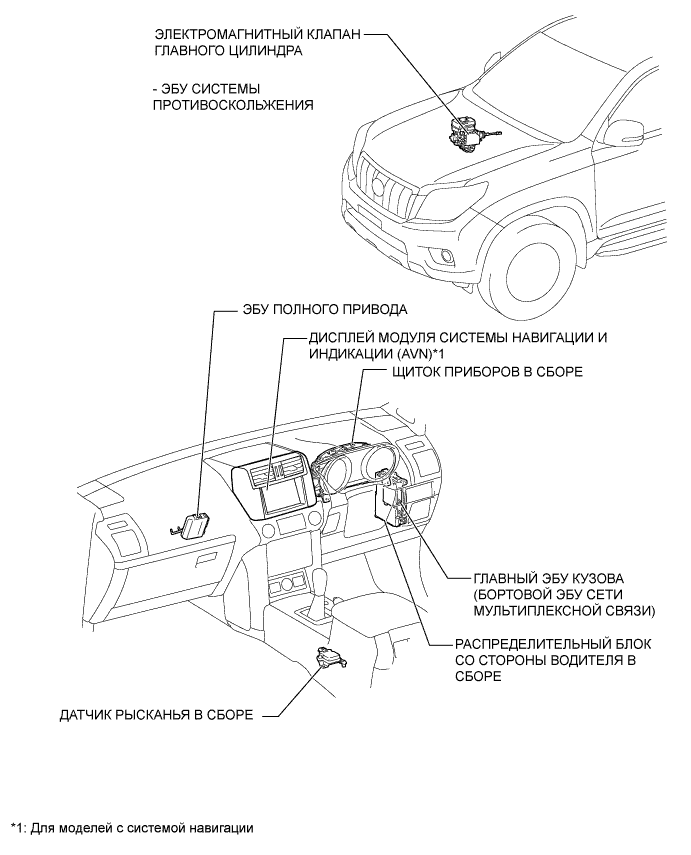 ЭЛЕКТРОМАГНИТНЫЙ КЛАПАН
ГЛАВНОГО ЦИЛИНДРА
- ЭБУ СИСТЕМЫ
ПРОТИВОСКОЛЬЖЕНИЯ
ЭБУ ПОЛНОГО ПРИВОДА
ДИСПЛЕЙ МОДУЛЯ СИСТЕМЫ НАВИГАЦИИ И
ИНДИКАЦИИ (AVN)*1
ЩИТОК ПРИБОРОВ В СБОРЕ
ГЛАВНЫЙ ЭБУ КУЗОВА
(БОРТОВОЙ ЭБУ СЕТИ
МУЛЬТИПЛЕКСНОЙ СВЯЗИ)
РАСПРЕДЕЛИТЕЛЬНЫЙ БЛОК
СО СТОРОНЫ ВОДИТЕЛЯ В
СБОРЕ
ДАТЧИК РЫСКАНЬЯ В СБОРЕ
*1: Для моделей с системой навигации